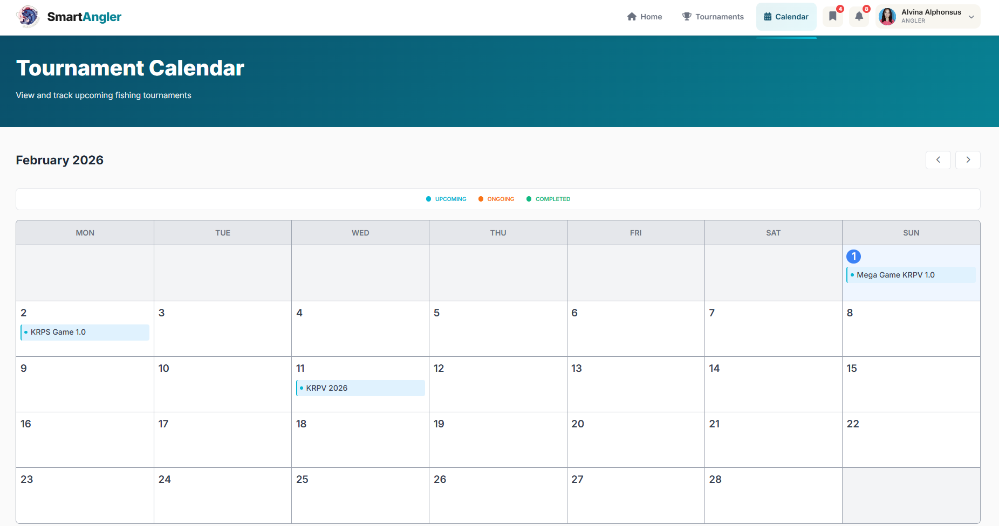 SmartAngler
Home
Tournaments
Calendar
4
8
Alvina Alphonsus
ANGLER
Tournament Calendar
View and track upcoming fishing tournaments
February 2026
UPCOMING
ONGOING
COMPLETED
MON TUE WED THU FRI SAT SUN
1
Mega Game KRPV 1.0
2 3 4 5 6 7 8
KRPS Game 1.0
9 10 11 12 13 14 15
KRPV 2026
16 17 18 19 20 21 22
23 24 25 26 27 28